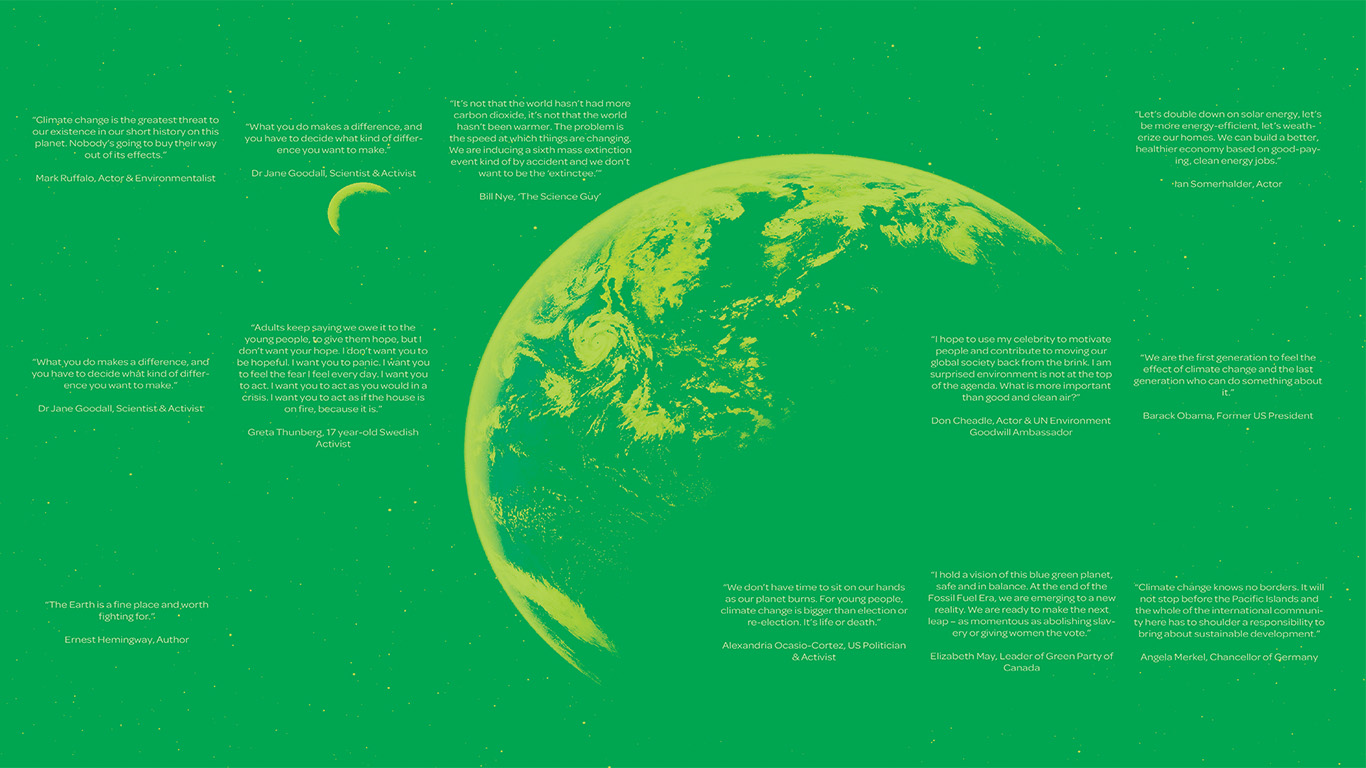 “Climate change is the greatest threat to
our existence in our short history on this
planet. Nobody’s going to buy their way
out of its effects.”
Mark Ruffalo, Actor & Environmentalist
“What you do makes a difference, and
you have to decide what kind of differ-
ence you want to make.”
Dr Jane Goodall, Scientist & Activist
“It’s not that the world hasn’t had more
carbon dioxide, it’s not that the world
hasn’t been warmer. The problem is
the speed at which things are changing.
We are inducing a sixth mass extinction
event kind of by accident and we don’t
want to be the ‘extinctee.’”
Bill Nye, ‘The Science Guy’
“Let’s double down on solar energy, let’s
be more energy-efficient, let’s weath-
erize our homes. We can build a better,
healthier economy based on good-pay-
ing, clean energy jobs.”
Ian Somerhalder, Actor
“What you do makes a difference, and
you have to decide what kind of differ-
ence you want to make.”
Dr Jane Goodall, Scientist & Activist
“Adults keep saying we owe it to the
young people, to give them hope, but I
don’t want your hope. I don’t want you to
be hopeful. I want you to panic. I want you
to feel the fear I feel every day. I want you
to act. I want you to act as you would in a
crisis. I want you to act as if the house is
on fire, because it is.”
Greta Thunberg, 17 year-old Swedish
Activist
“I hope to use my celebrity to motivate
people and contribute to moving our
global society back from the brink. I am
surprised environment is not at the top
of the agenda. What is more important
than good and clean air?”
Don Cheadle, Actor & UN Environment
Goodwill Ambassador
“We are the first generation to feel the
effect of climate change and the last
generation who can do something about
it.”
Barack Obama, Former US President
“The Earth is a fine place and worth
fighting for.”
Ernest Hemingway, Author
“We don’t have time to sit on our hands
as our planet burns. For young people,
climate change is bigger than election or
re-election. It’s life or death.”
Alexandria Ocasio-Cortez, US Politician
& Activist
“I hold a vision of this blue green planet,
safe and in balance. At the end of the
Fossil Fuel Era, we are emerging to a new
reality. We are ready to make the next
leap – as momentous as abolishing slav-
ery or giving women the vote.”
Elizabeth May, Leader of Green Party of
Canada
“Climate change knows no borders. It will
not stop before the Pacific Islands and
the whole of the international communi-
ty here has to shoulder a responsibility to
bring about sustainable development.”
Angela Merkel, Chancellor of Germany